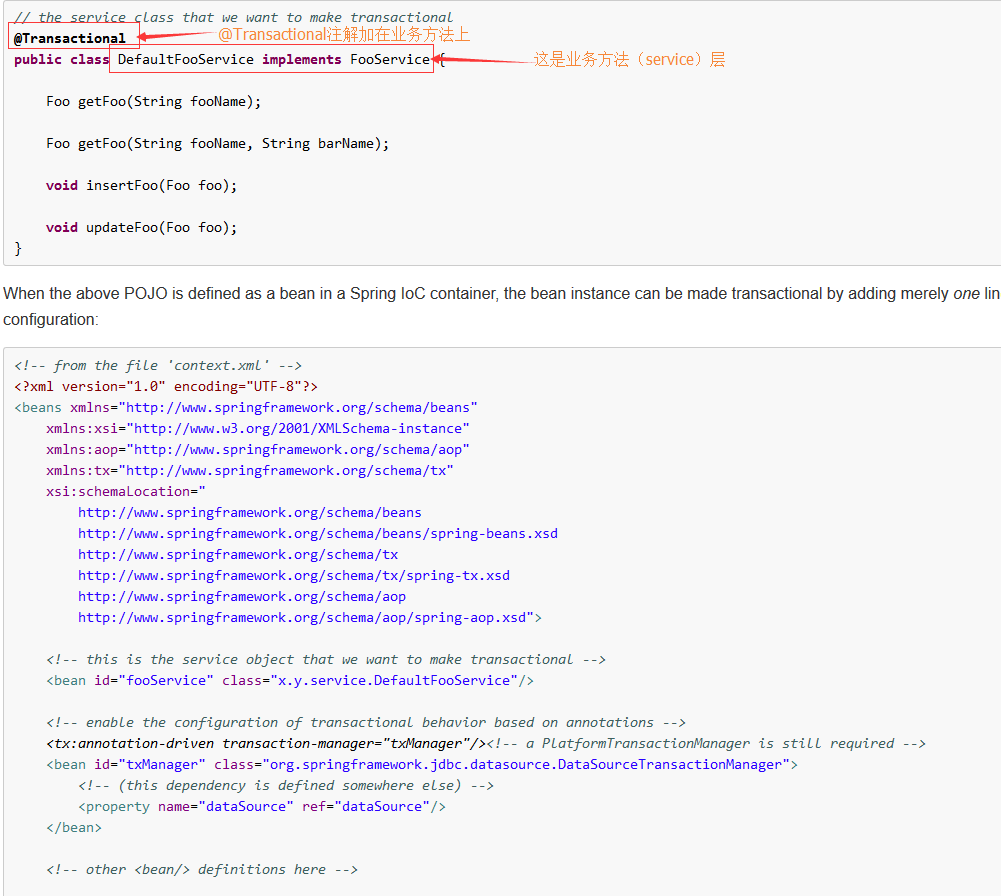 // the service class that we want to make transactional
@Transactional @Transactional注解加在业务方法上
public class DefaultFooService implements FooService { 这是业务方法（service）层
Foo getFoo(String fooName);
Foo getFoo(String fooName, String barName);
void insertFoo(Foo foo);
void updateFoo(Foo foo);
}
When the above POJO is defined as a bean in a Spring IoC container, the bean instance can be made transactional by adding merely one lin
configuration:
<!-- from the file 'context.xml' -->
<?xml version="1.0" encoding="UTF-8"?>
<beans xmlns="http://www.springframework.org/schema/beans"
xmlns:xsi="http://www.w3.org/2001/XMLSchema-instance"
xmlns:aop="http://www.springframework.org/schema/aop"
xmlns:tx="http://www.springframework.org/schema/tx"
xsi:schemaLocation="
http://www.springframework.org/schema/beans
http://www.springframework.org/schema/beans/spring-beans.xsd
http://www.springframework.org/schema/tx
http://www.springframework.org/schema/tx/spring-tx.xsd
http://www.springframework.org/schema/aop
http://www.springframework.org/schema/aop/spring-aop.xsd">
<!-- this is the service object that we want to make transactional -->
<bean id="fooService" class="x.y.service.DefaultFooService"/>
<!-- enable the configuration of transactional behavior based on annotations -->
<tx:annotation-driven transaction-manager="txManager"/><!-- a PlatformTransactionManager is still required -->
<bean id="txManager" class="org.springframework.jdbc.datasource.DataSourceTransactionManager">
<!-- (this dependency is defined somewhere else) -->
<property name="dataSource" ref="dataSource"/>
</bean>
<!-- other <bean/> definitions here -->